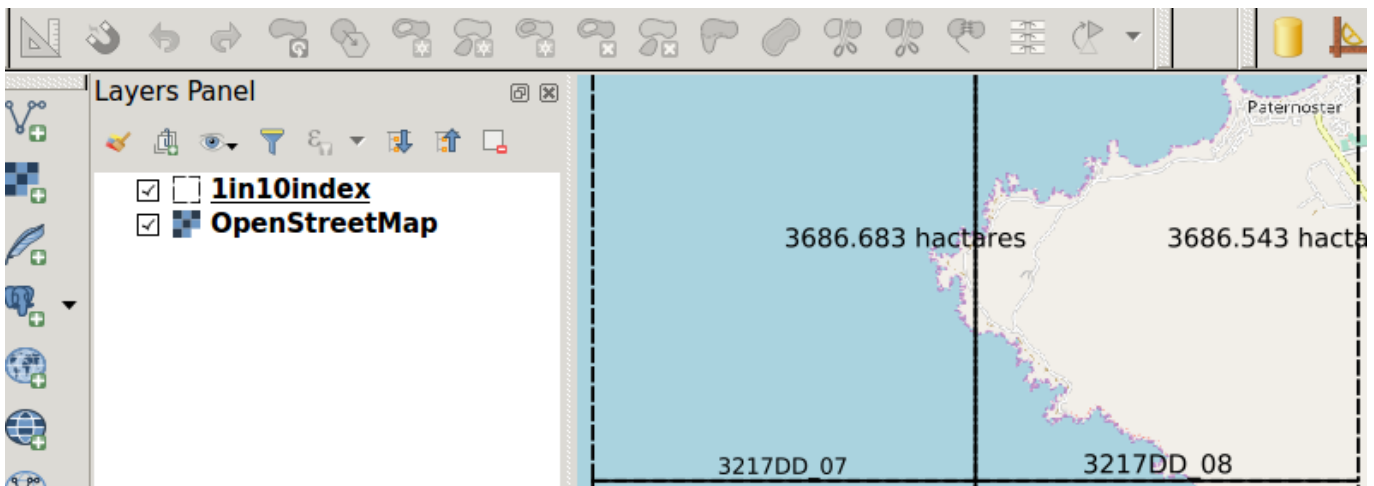 Layers Panel
1in10index
OpenStreetMap
Paternoster
3686.683 hactares
3686.543 hacta
3217DD_07
3217DD_08